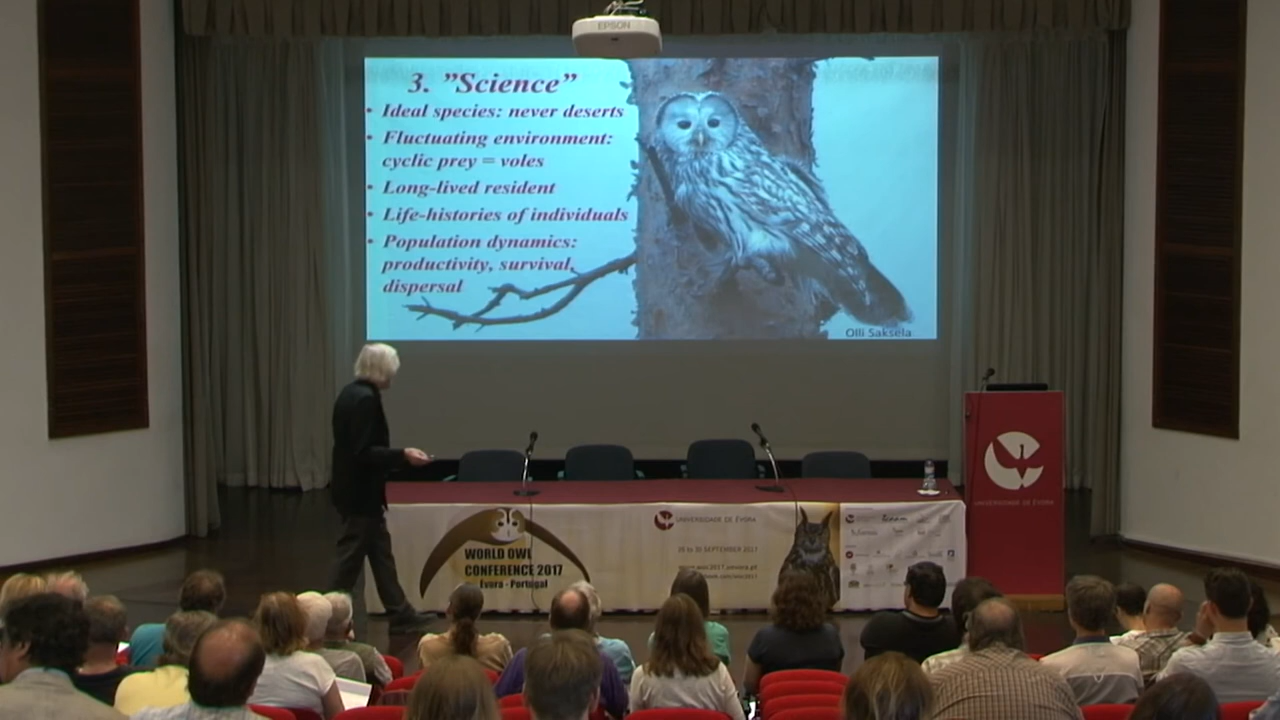 EPSON
3. ”Science”
• Ideal species: never deserts
• Fluctuating environment:
cyclic prey = voles
• Long-lived resident
• Life-histories of individuals
• Population dynamics:
productivity, survival,
dispersal
Olli Saksela
UNIVERSIDADE DE ÉVORA
WORLD OWL
CONFERENCE 2017
Évora - Portugal
UNIVERSIDADE DE ÉVORA
SEPTEMBER 2017